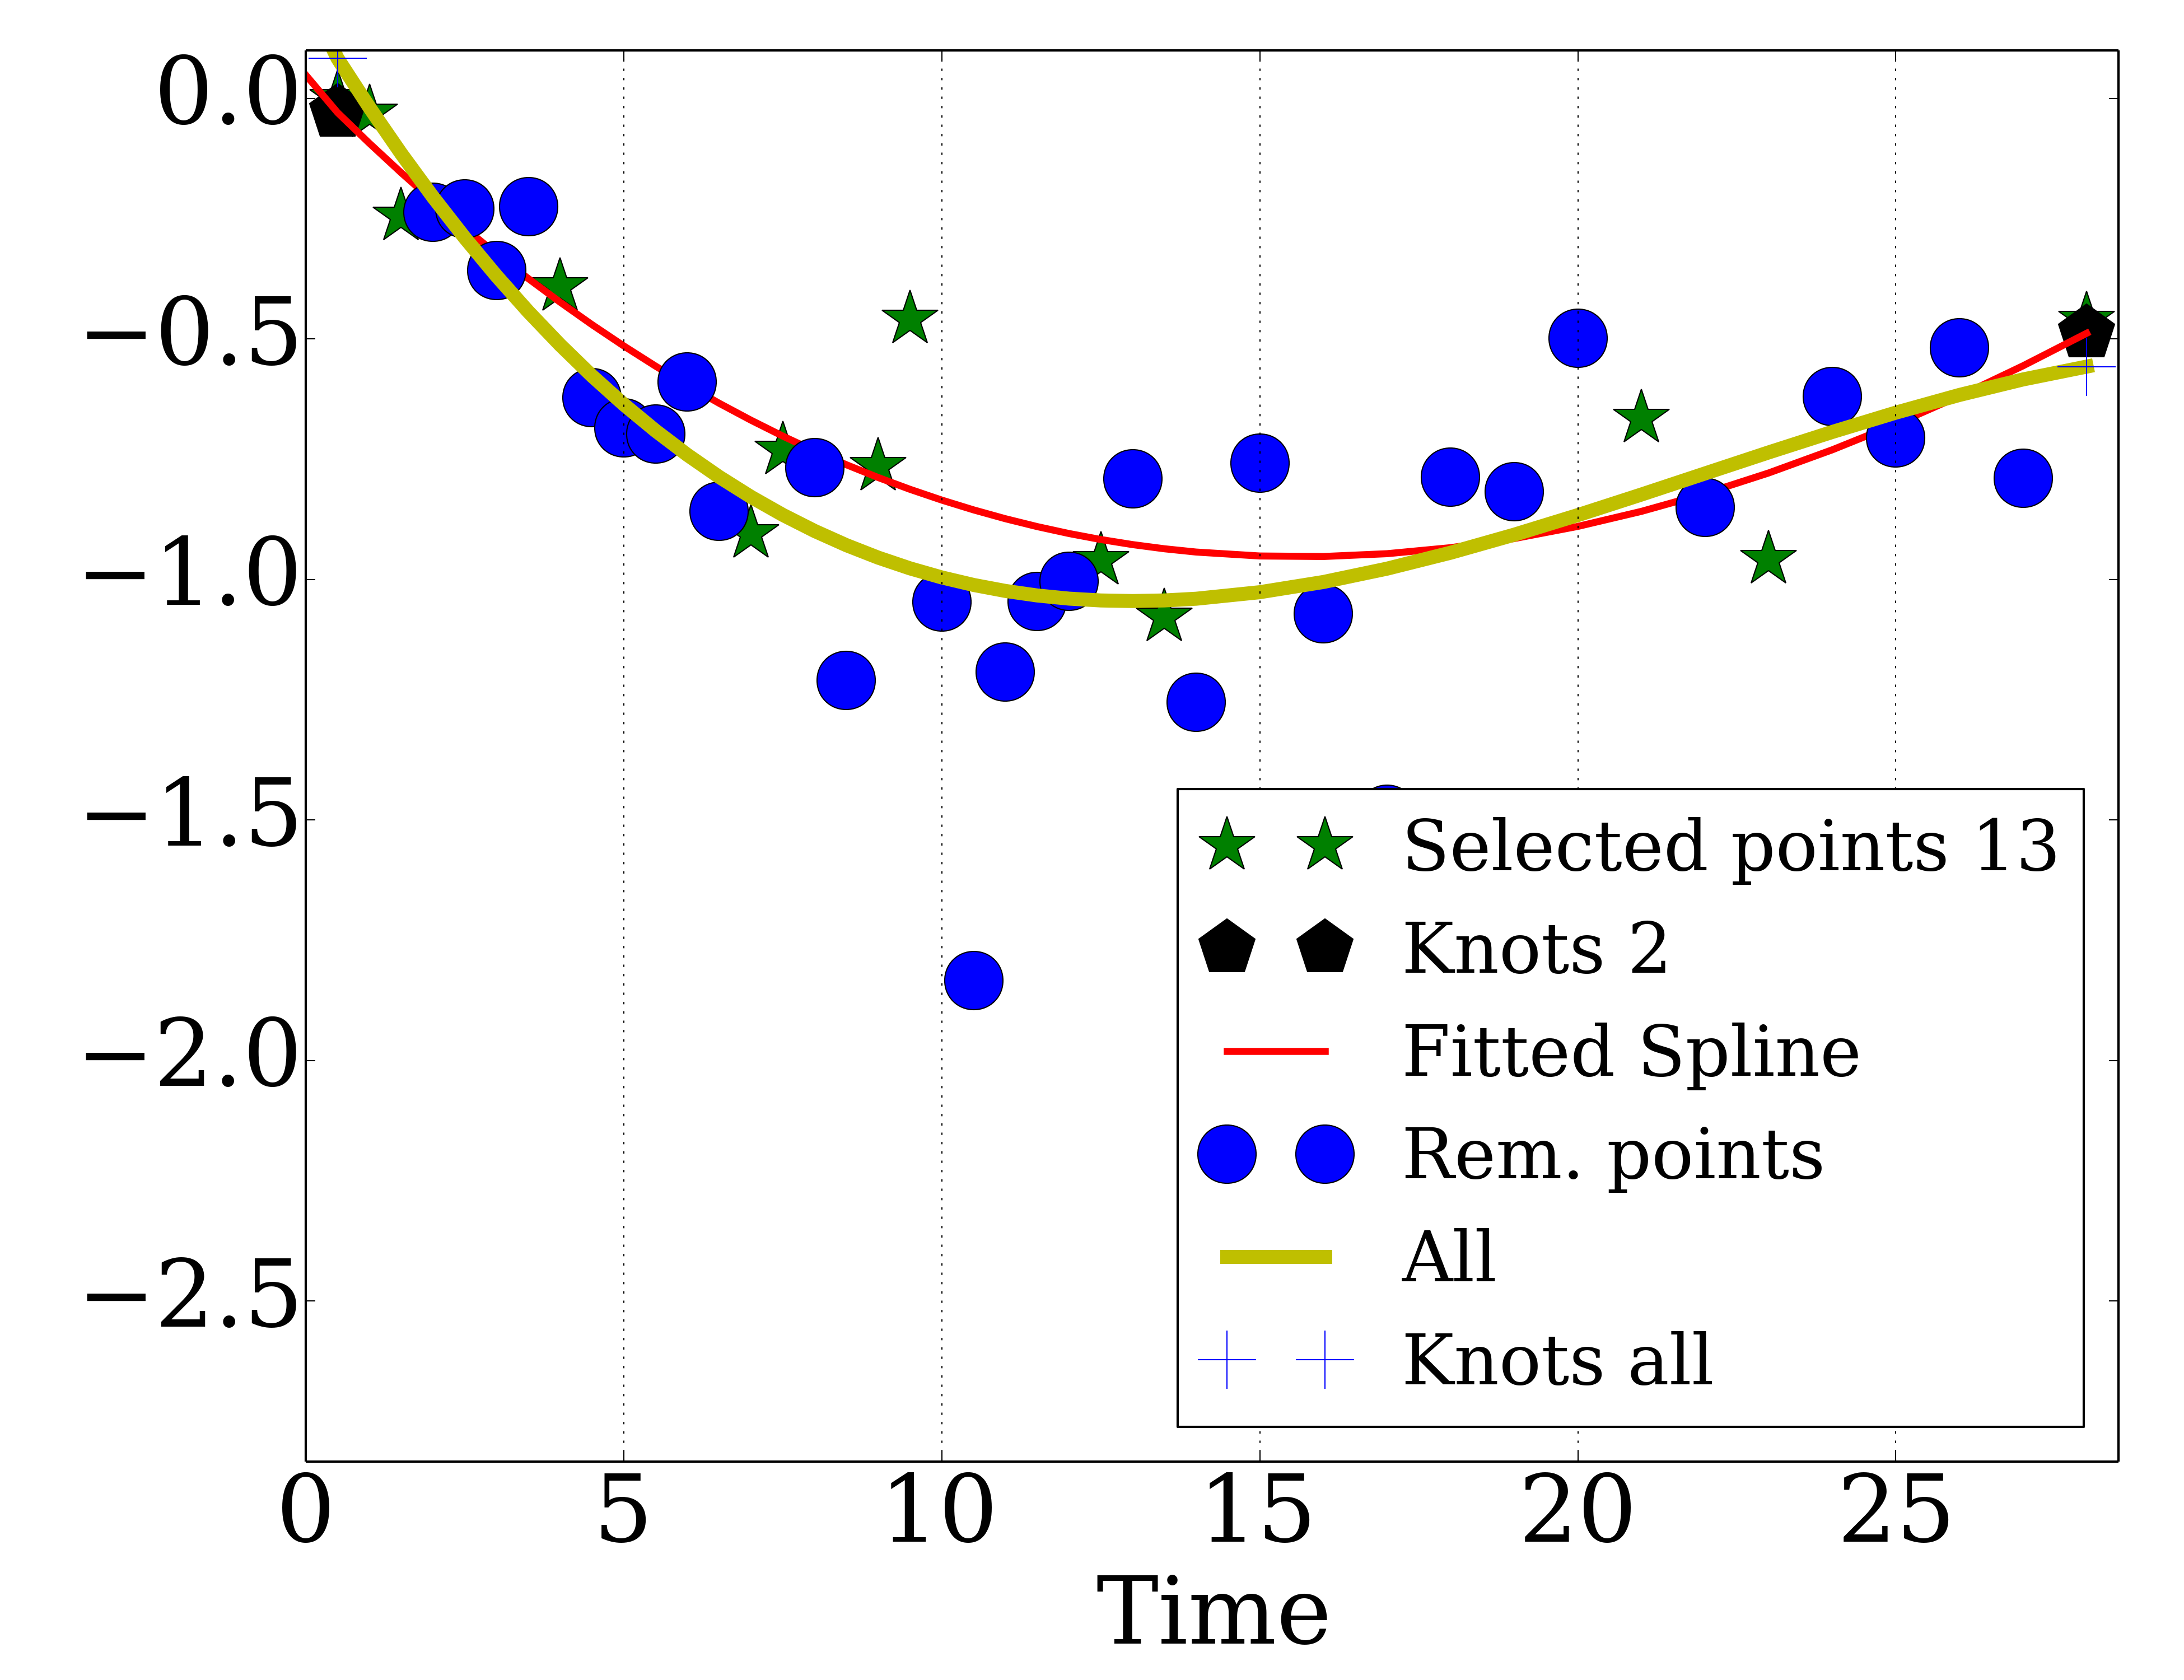 0.0
−0.5
−1.0
−1.5
−2.0
−2.5
0 5 10 15 20 25
Time
Selected points 13
Knots 2
Fitted Spline
Rem. points
All
Knots all